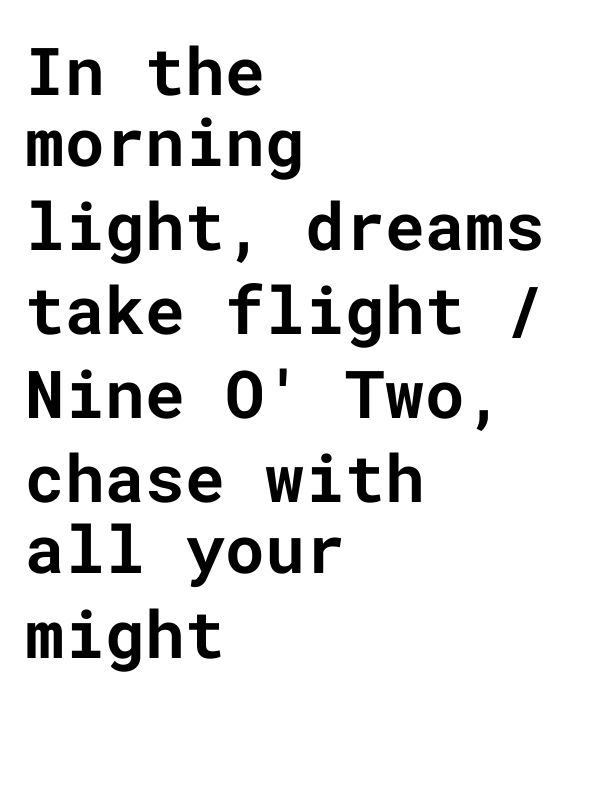 In the
morning
light, dreams
take flight /
Nine O' Two,
chase with
all your
might